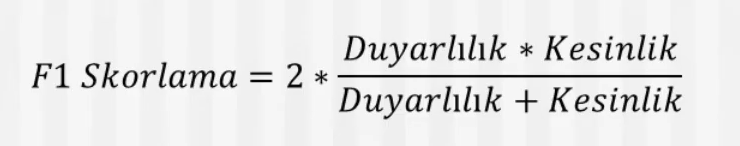 F1 Skorlama = 2 * Duyarlılık * Kesinlik
Duyarlılık + Kesinlik